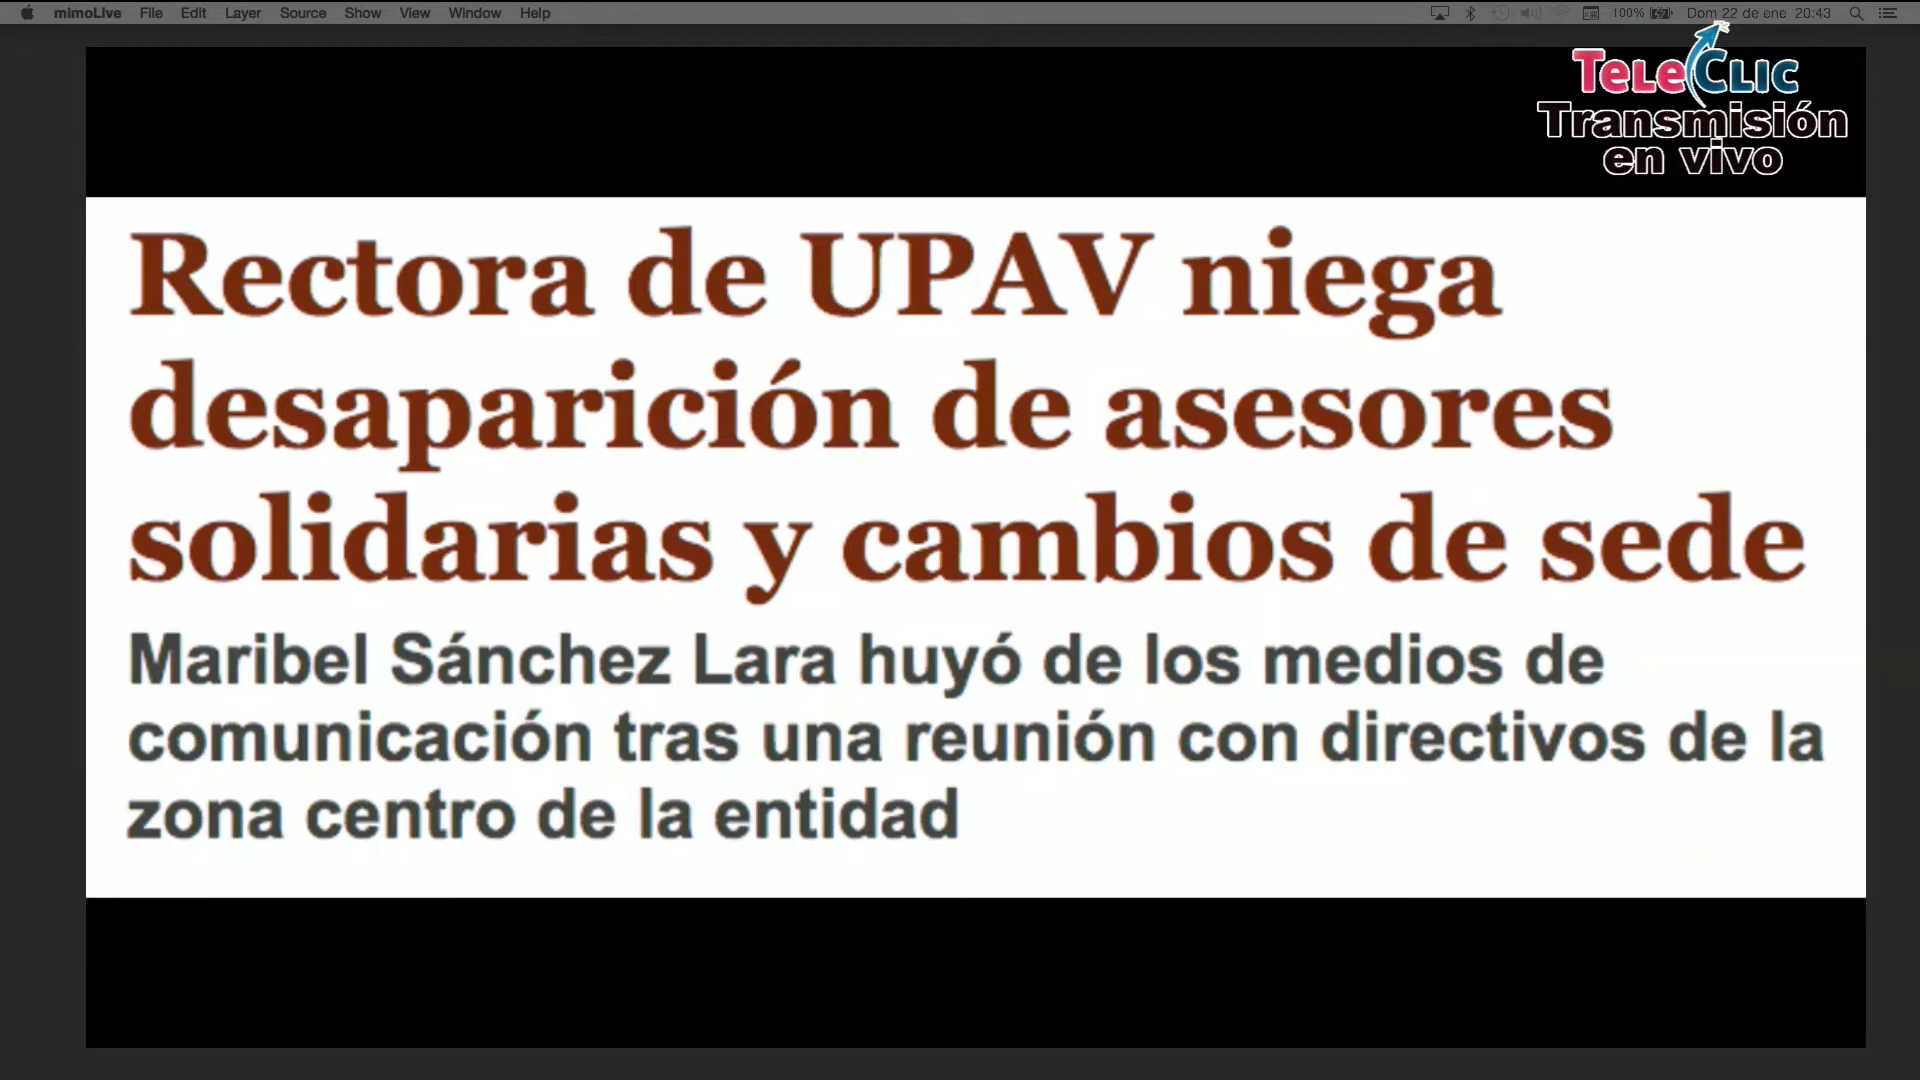 mimoLive File Edit Layer Source Show View Window Help 100% Dom 22 de ene 20:43
TeleClic
Transmisión
en vivo
Rectora de UPAV niega
desaparición de asesores
solidarias y cambios de sede
Maribel Sánchez Lara huyó de los medios de
comunicación tras una reunión con directivos de la
zona centro de la entidad